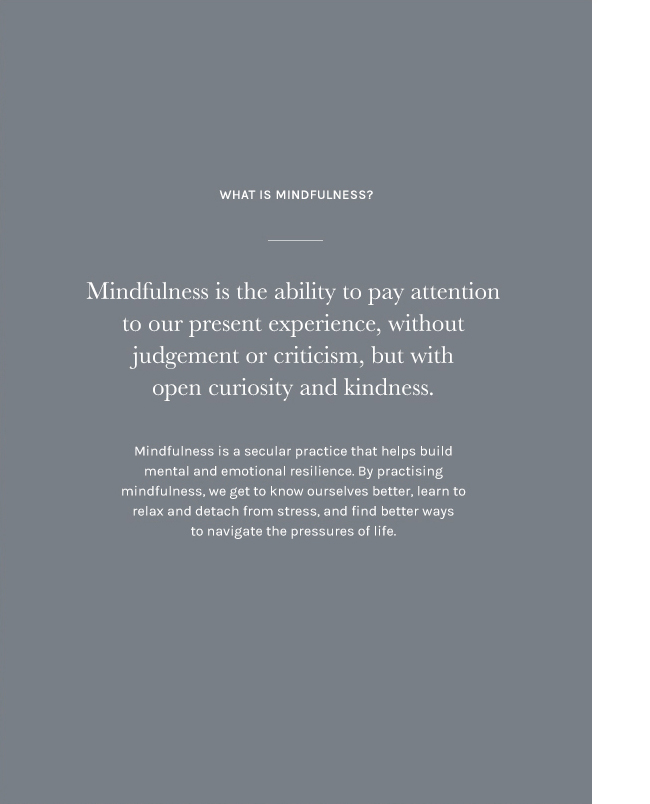 WHAT IS MINDFULNESS?
Mindfulness is the ability to pay attention
to our present experience, without
judgement or criticism, but with
open curiosity and kindness.
Mindfulness is a secular practice that helps build
mental and emotional resilience. By practising
mindfulness, we get to know ourselves better, learn to
relax and detach from stress, and find better ways
to navigate the pressures of life.